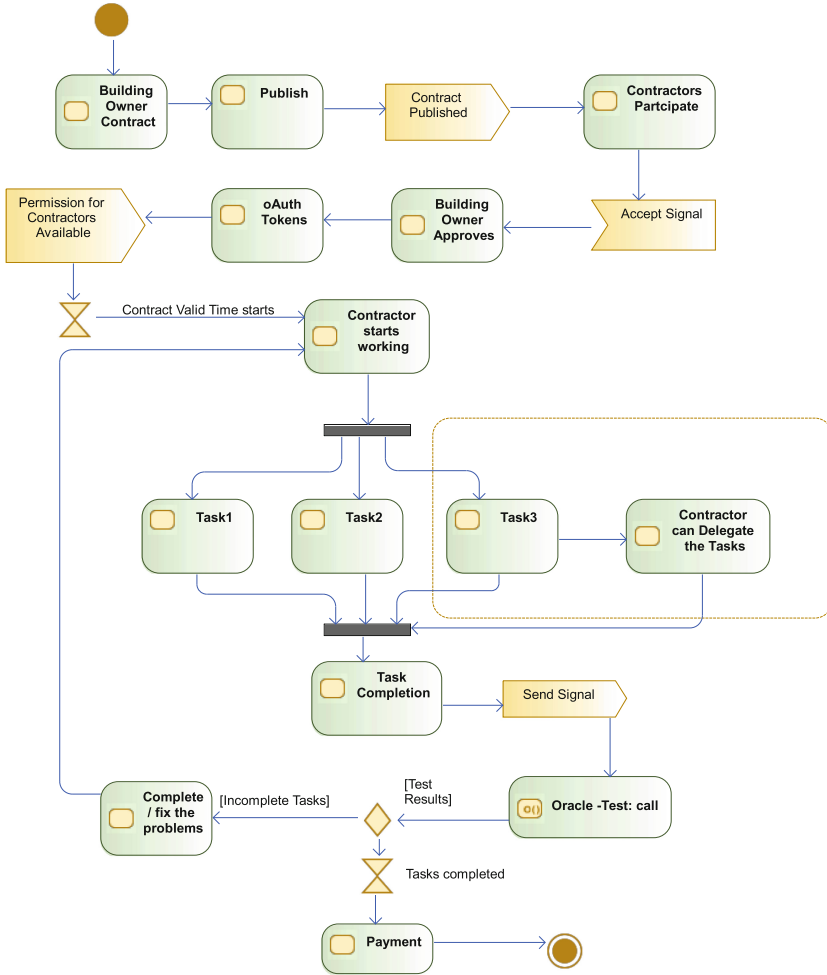 Building
Owner
Contract
Publish
Contract
Published
Contractors
Partcipate
Permission for
Contractors
Available
oAuth
Tokens
Building
Owner
Approves
Accept Signal
Contract Valid Time starts
Contractor
starts
working
Task1
Task2
Task3
Contractor
can Delegate
the Tasks
Task
Completion
Send Signal
Complete
/ fix the
problems
[Incomplete Tasks]
[Test
Results]
Oracle -Test: call
Tasks completed
Payment